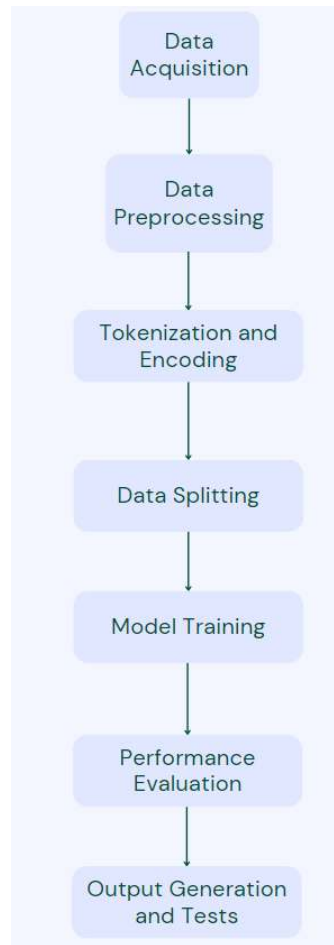 Data
Acquisition
Data
Preprocessing
Tokenization and
Encoding
Data Splitting
Model Training
Performance
Evaluation
Output Generation
and Tests